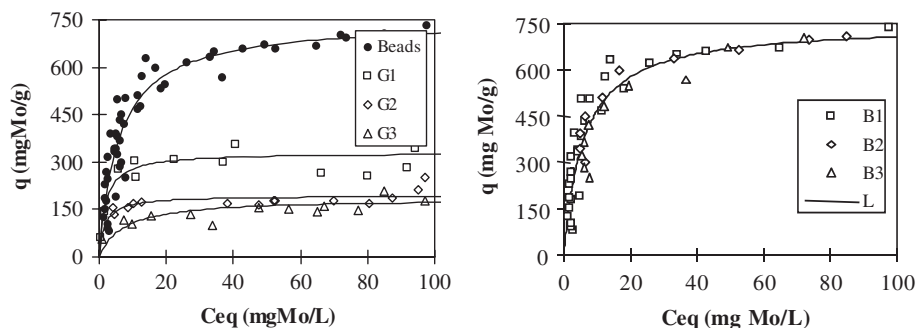 750
600
450
300
150
0
q (mgMo/g)
Beads
G1
G2
G3
0 20 40 60 80 100
Ceq (mgMo/L)
750
600
450
300
150
0
q (mg Mo/g)
B1
B2
B3
L
0 20 40 60 80 100
Ceq (mg Mo/L)